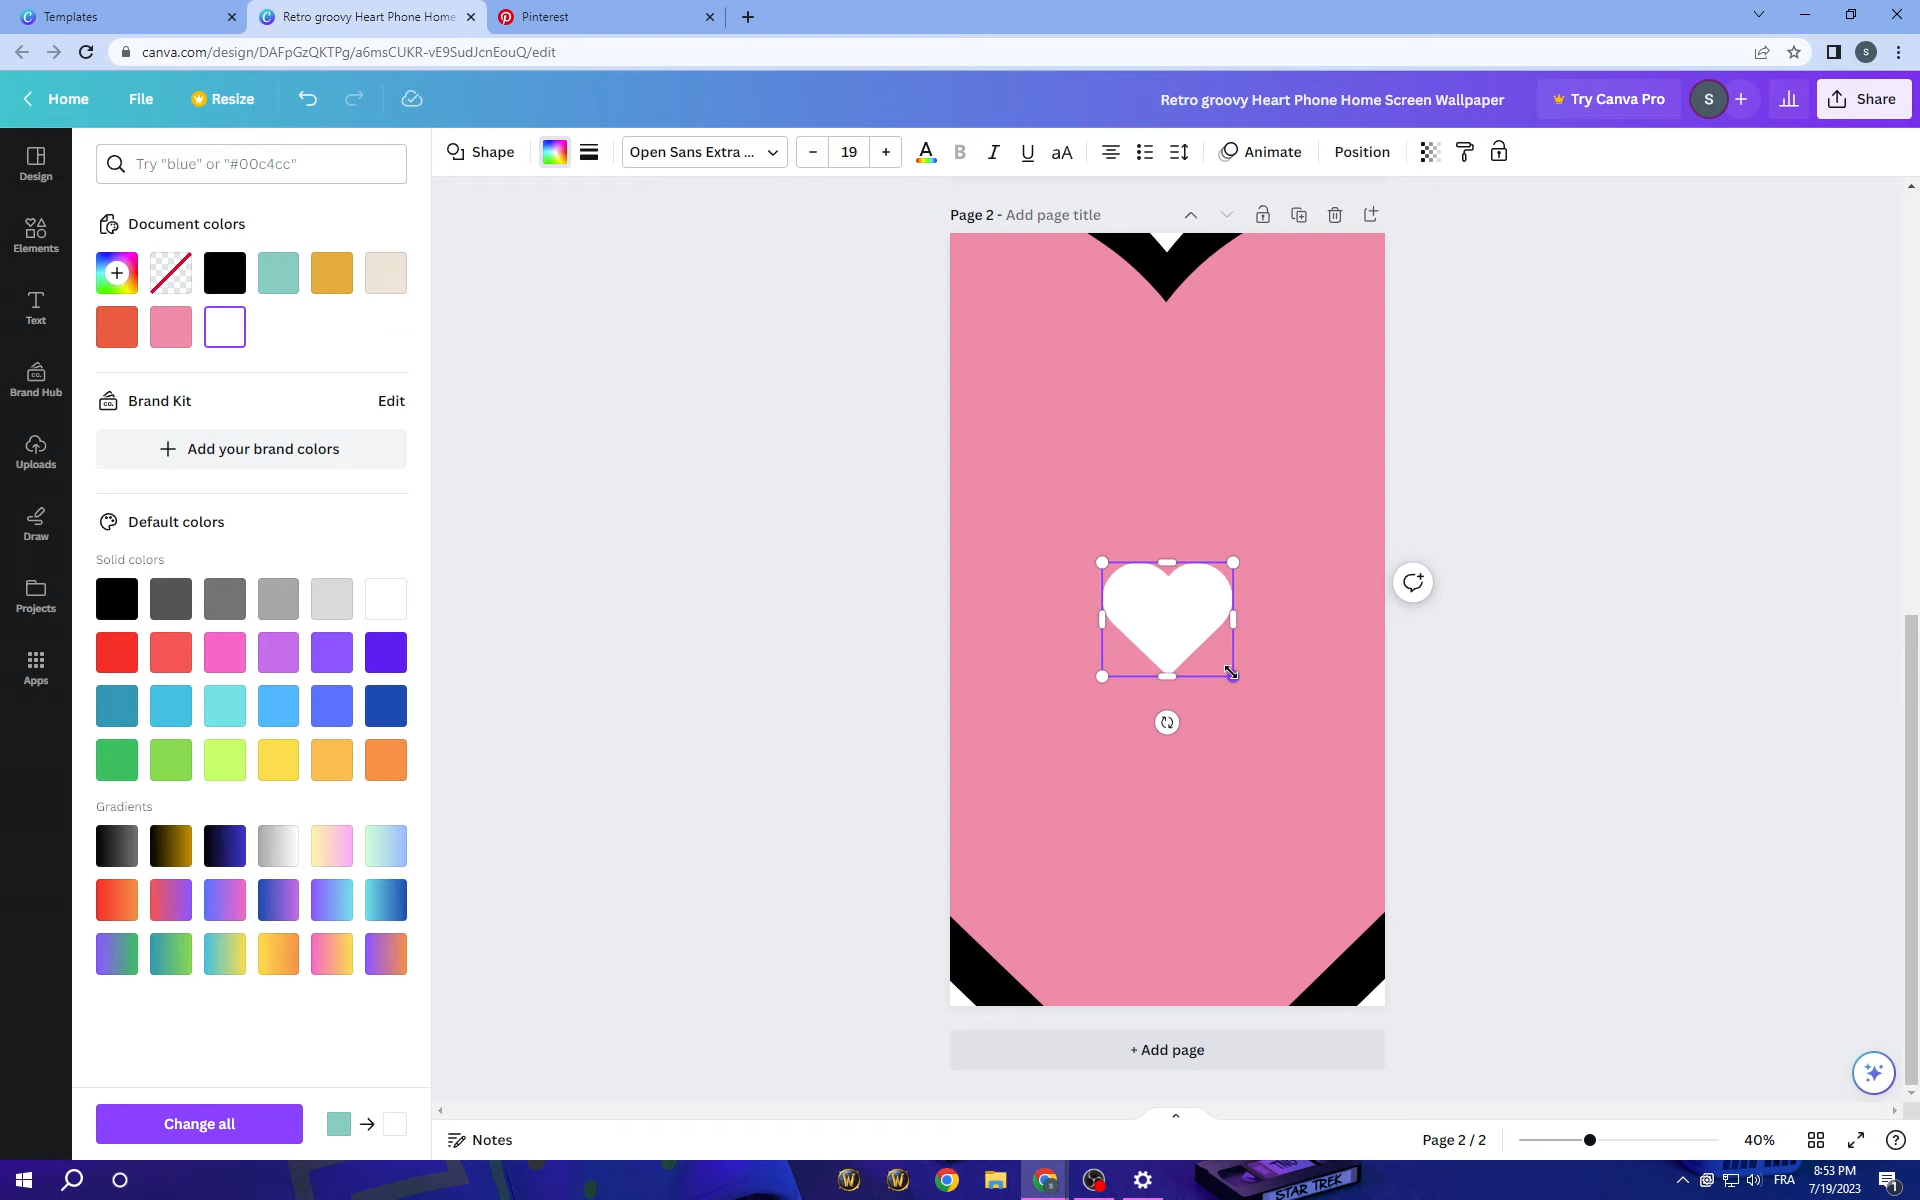 Templates
Retro groovy Heart Phone Home
Pinterest
canva.com/design/DAFpGzQKTPg/a6msCUKR-vE9SudJcnEouQ/edit
S
Home
File
Resize
Retro groovy Heart Phone Home Screen Wallpaper
Try Canva Pro
S
Share
Design
Elements
Text
Brand Hub
CO.
Uploads
Draw
Projects
Apps
Try "blue" or "#00c4cc"
Document colors
Brand Kit
Edit
Add your brand colors
Default colors
Solid colors
Gradients
Change all
Shape
Open Sans Extra ...
19
A
B
I
U
aA
Animate
Position
Page 2 - Add page title
+ Add page
Notes
Page 2 / 2
40%
STAR TREK
FRA
8:53 PM
7/19/2023
1